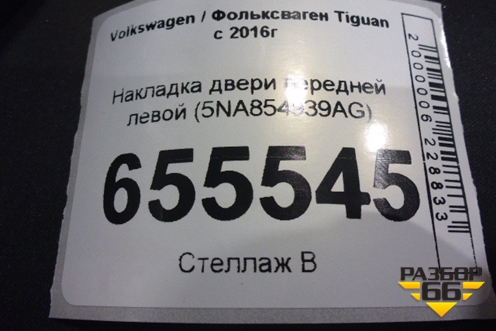 Volkswagen / Фольксваген Tiguan
с 2016г
Накладка двери передней
левой (5NA854939AG)
655545
Стеллаж В
2000006228833
РАЗБОР
66